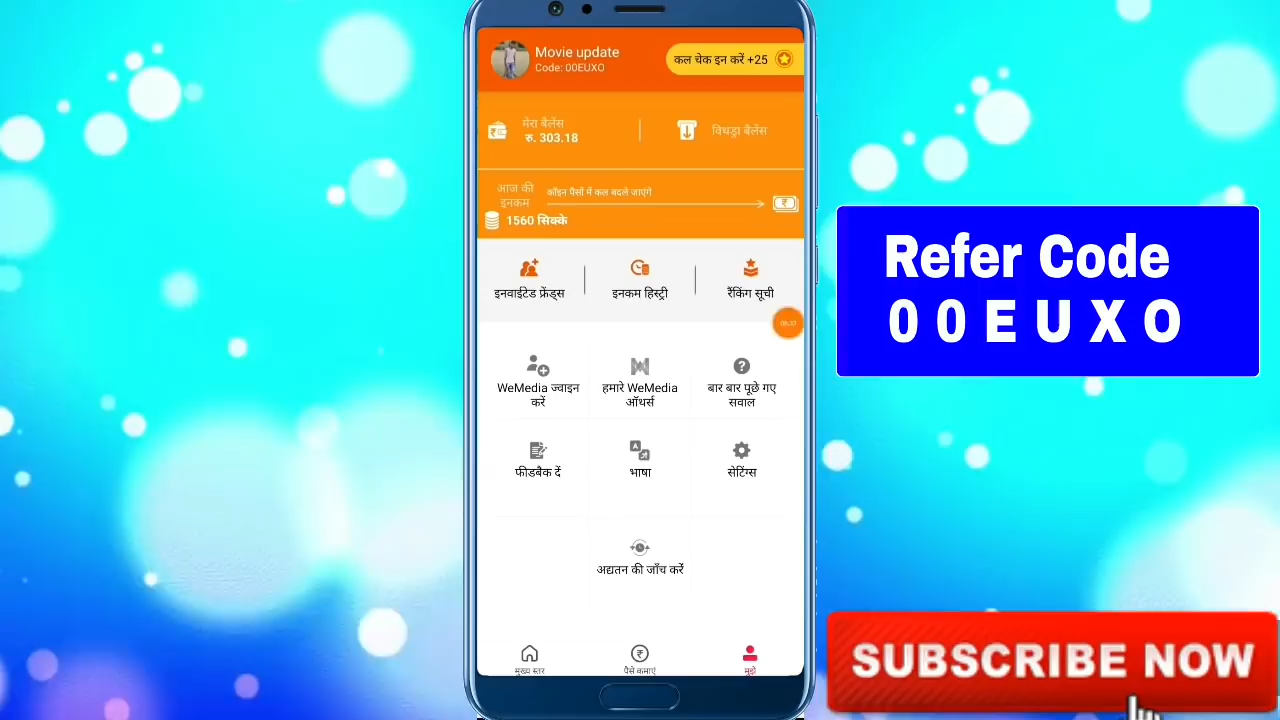 Movie update
Code: 00EUXO
कल चेक इन करें +25
मेरा बैलेंस
रु. 303.18
विथड्रा बैलेंस
आज की
इनकम
कॉइन पैसों में कल बदले जाएंगे
1560 सिक्के
इनवाईटेड फ्रेंड्स
इनकम हिस्ट्री
रैंकिंग सूची
WeMedia ज्वाइन
करें
हमारे WeMedia
ऑथर्स
बार बार पूछे गए
सवाल
फीडबैक दें
भाषा
सेटिंग्स
अद्यतन की जाँच करें
मुख्य स्तर
पैसे कमाएं
मुझे
Refer Code
0 0 E U X O
SUBSCRIBE NOW